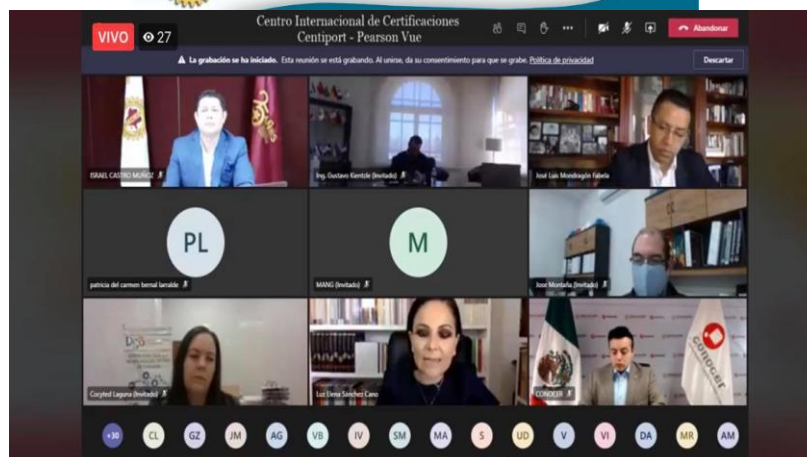 Centro Internacional de Certificaciones
Centiport - Pearson Vue
VIVO 27
Abandonar
La grabación se ha iniciado. Esta reunión se está grabando. Al unirse, da su consentimiento para que se grabe. Política de privacidad
Descartar
ISRAEL CASTRO MUÑOZ
Ing. Gustavo Kientzle (Invitado)
José Luis Mondragón Fabela
PL
M
patricia del carmen bernal larralde
MANG (Invitado)
Jose Montaña (Invitado)
Cocyted Laguna (Invitado)
Luz Elena Sánchez Cano
CONOCER
conocer
+30 CL GZ JM AG VB IV SM MA S UD V VI DA MR AM